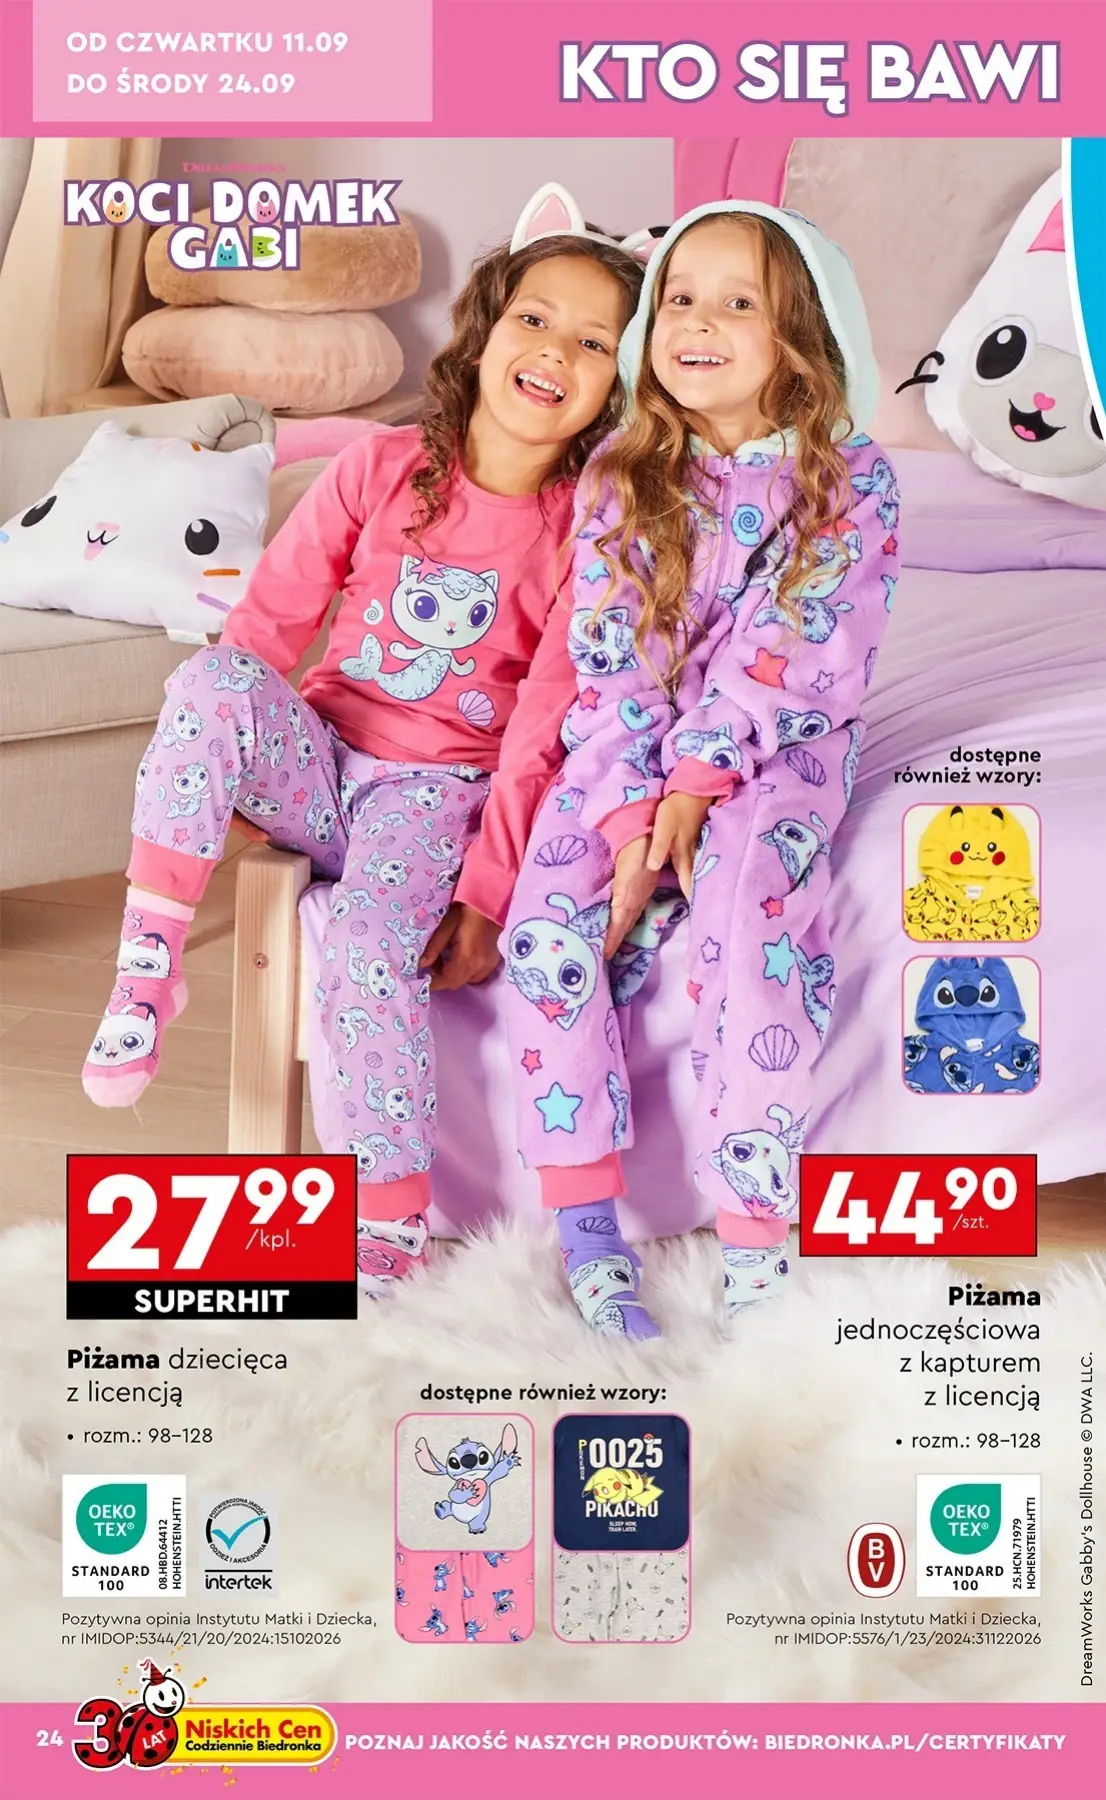 OD CZWARTKU 11.09
DO ŚRODY 24.09
KTO SIĘ BAWI
DREAMWORKS
KOCI DOMEK
GABI
dostępne
również wzory:
27 99
/kpl.
SUPERHIT
Piżama dziecięca
z licencją
• rozm.: 98–128
OEKO
TEX®
STANDARD
100
08.HBD.64412
HOHENSTEIN.HTTI
intertek
Pozytywna opinia Instytutu Matki i Dziecka,
nr IMIDOP:5344/21/20/2024:15102026
dostępne również wzory:
POKEMON
0025
PIKACHU
SLEEP NOW,
TRAIN LATER.
44 90
/szt.
Piżama
jednoczęściowa
z kapturem
z licencją
• rozm.: 98–128
BV
OEKO
TEX®
STANDARD
100
25.HCN.71979
HOHENSTEIN.HTTI
Pozytywna opinia Instytutu Matki i Dziecka,
nr IMIDOP:5576/1/23/2024:31122026
DreamWorks Gabby's Dollhouse © DWA LLC.
24
30 LAT
Niskich Cen
Codziennie Biedronka
POZNAJ JAKOŚĆ NASZYCH PRODUKTÓW: BIEDRONKA.PL/CERTYFIKATY